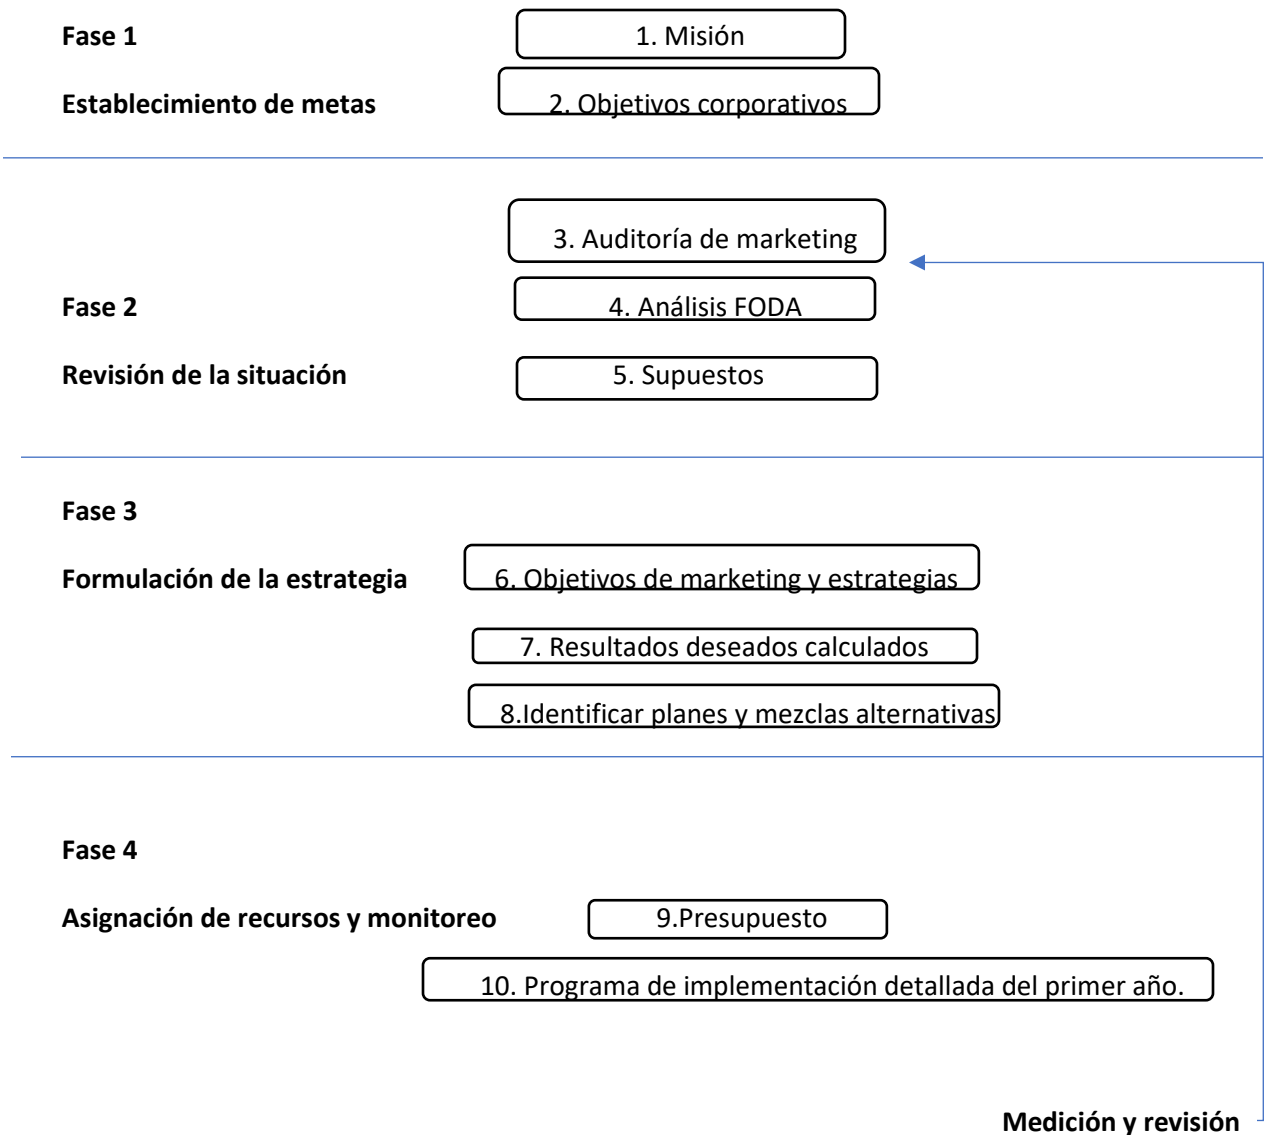 Fase 1
1. Misión
Establecimiento de metas
2. Objetivos corporativos
3. Auditoría de marketing
Fase 2
4. Análisis FODA
Revisión de la situación
5. Supuestos
Fase 3
Formulación de la estrategia
6. Objetivos de marketing y estrategias
7. Resultados deseados calculados
8.Identificar planes y mezclas alternativas
Fase 4
Asignación de recursos y monitoreo
9.Presupuesto
10. Programa de implementación detallada del primer año.
Medición y revisión